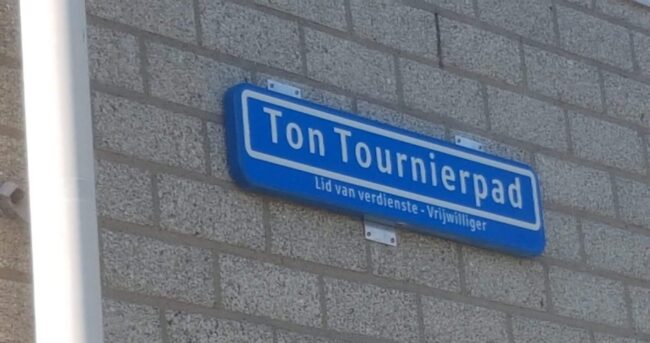 Ton Tournierpad
Lid van verdienste - Vrijwilliger